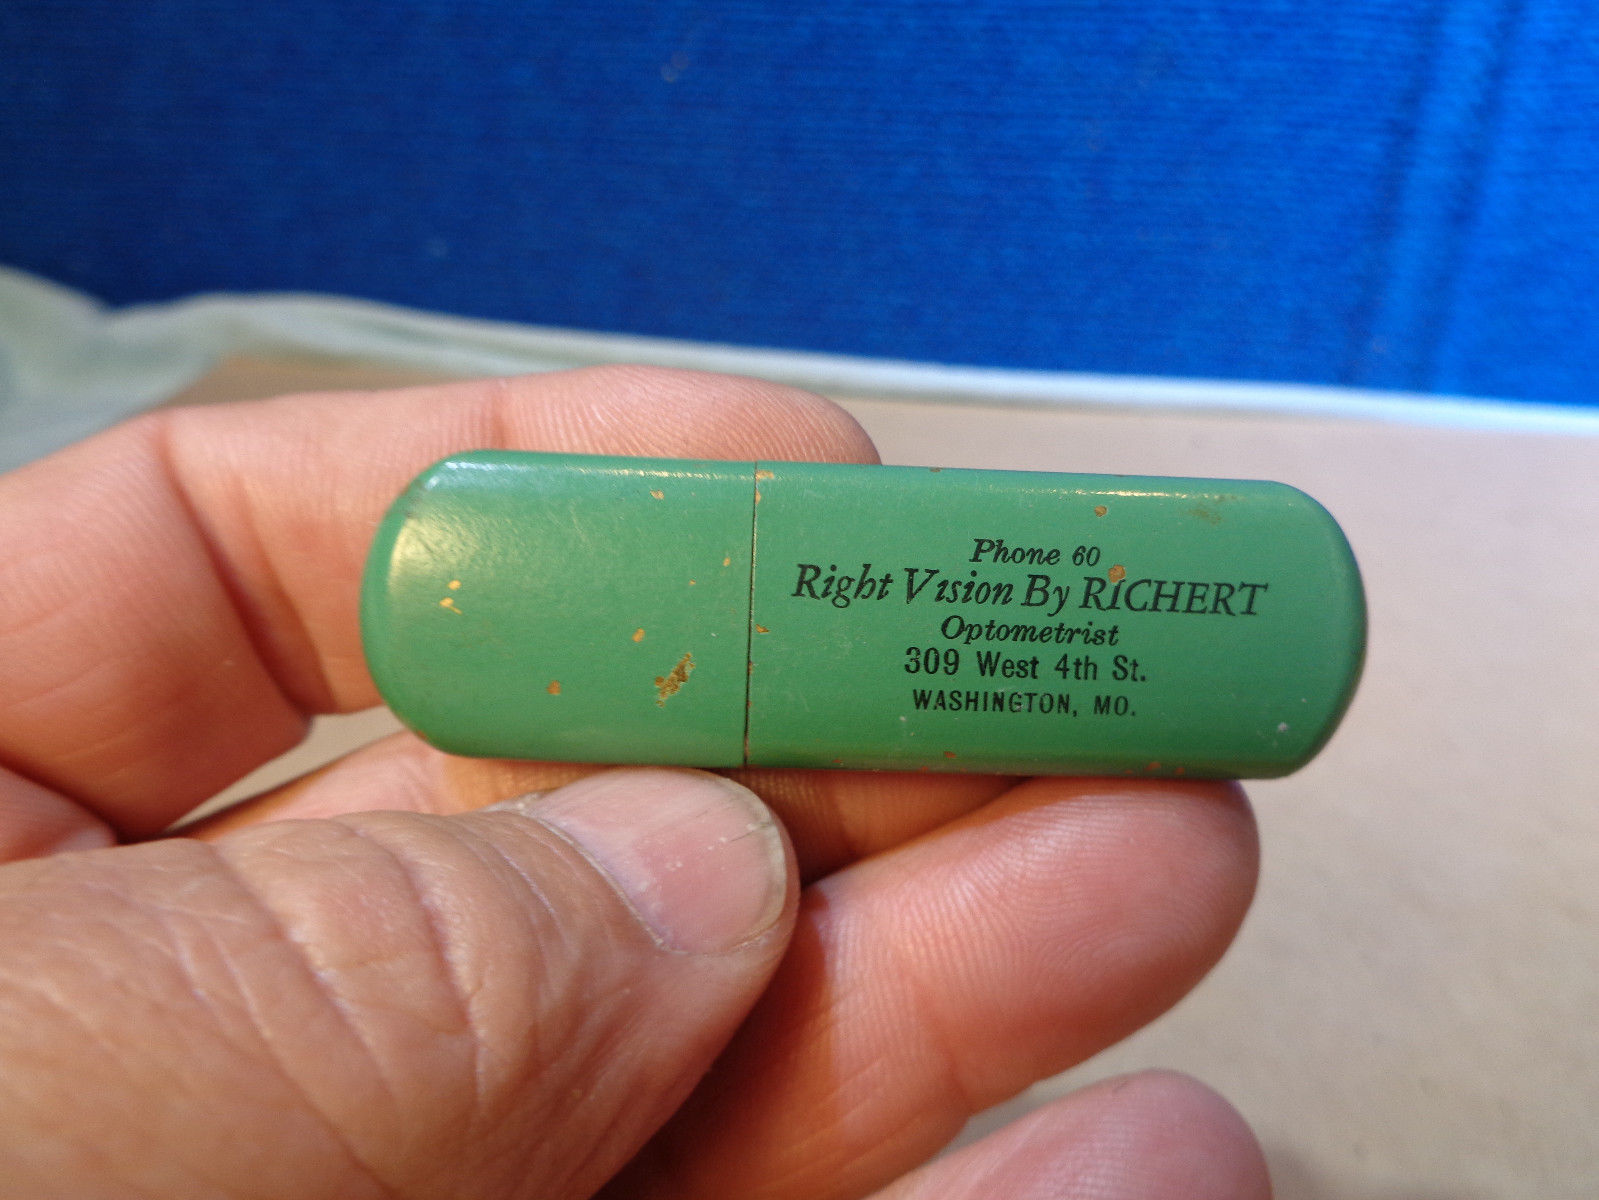 Phone 60
Right Vision By RICHERT
Optometrist
309 West 4th St.
WASHINGTON, MO.